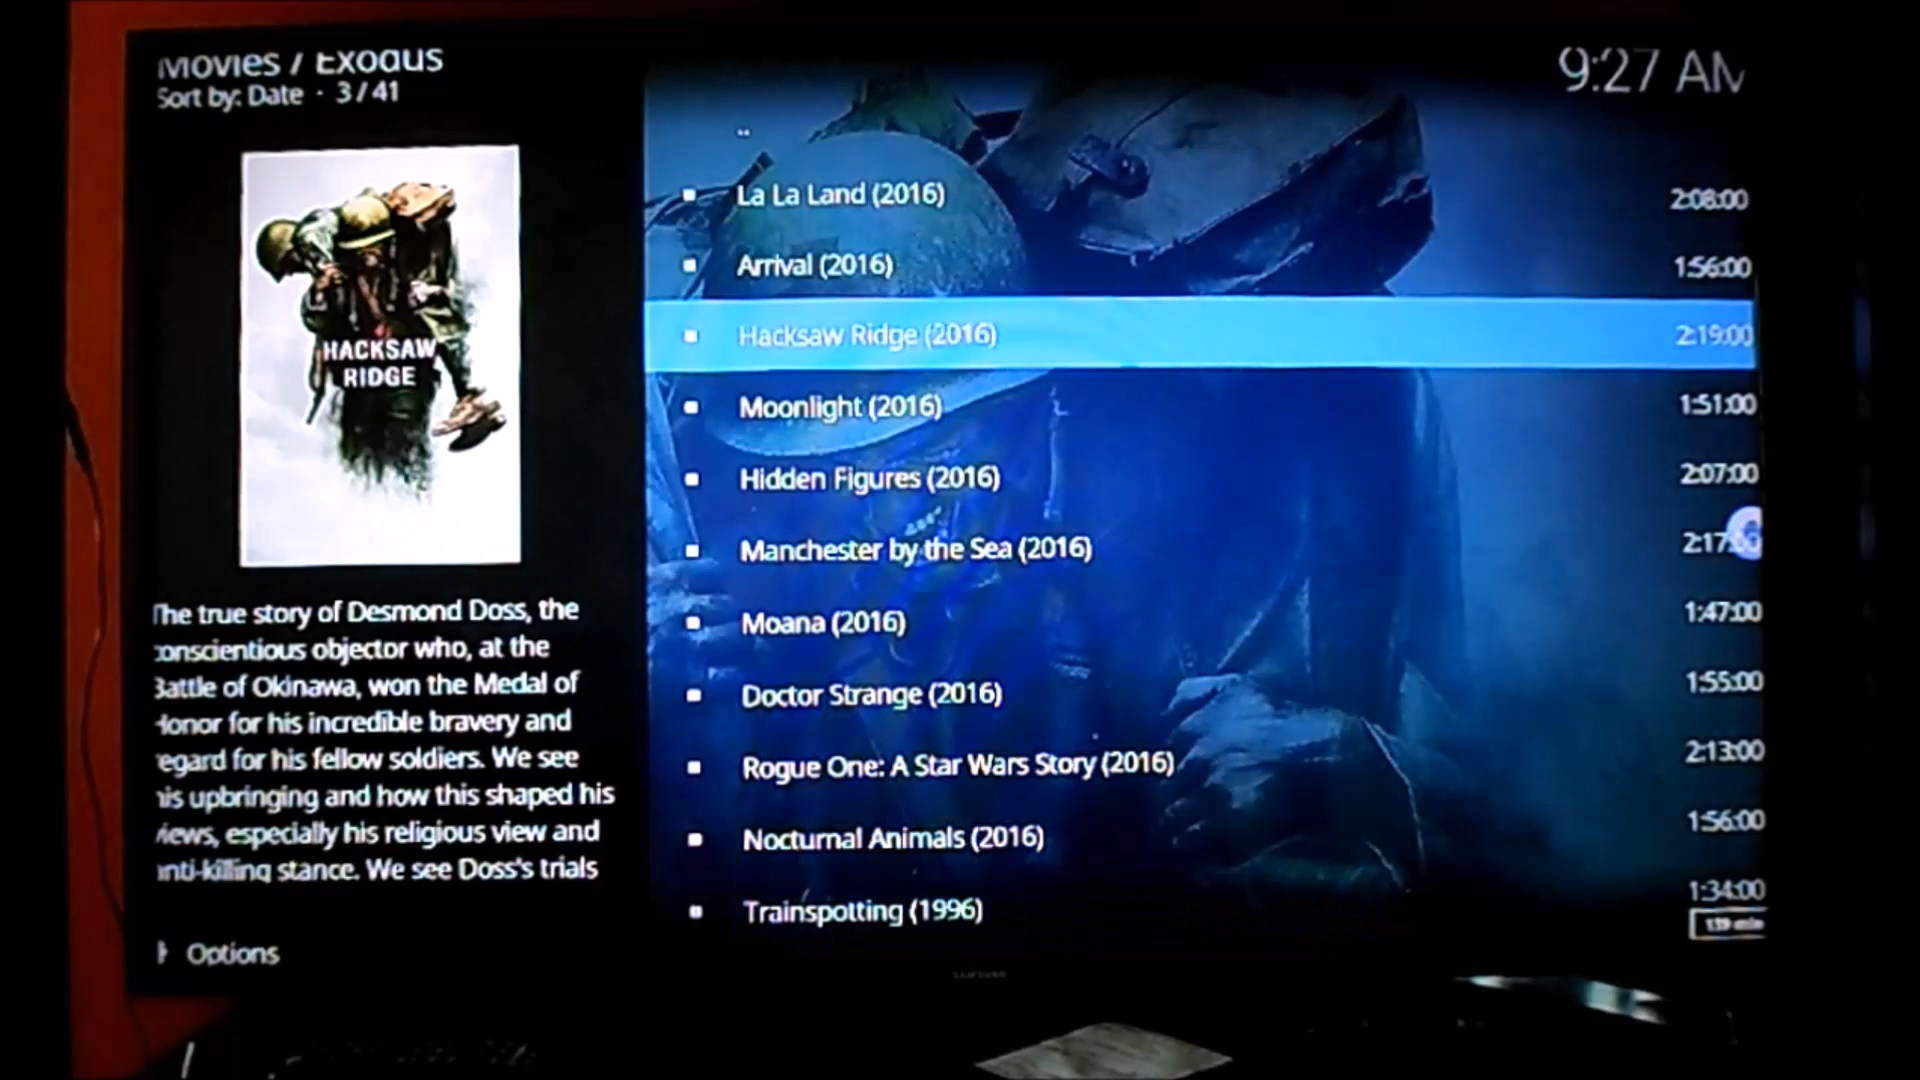 Movies / Exodus
Sort by: Date · 3 / 41
9:27 AM
HACKSAW
RIDGE
The true story of Desmond Doss, the
conscientious objector who, at the
Battle of Okinawa, won the Medal of
Honor for his incredible bravery and
regard for his fellow soldiers. We see
his upbringing and how this shaped his
views, especially his religious view and
anti-killing stance. We see Doss's trials
Options
..
La La Land (2016) 2:08:00
Arrival (2016) 1:56:00
Hacksaw Ridge (2016) 2:19:00
Moonlight (2016) 1:51:00
Hidden Figures (2016) 2:07:00
Manchester by the Sea (2016)
Moana (2016) 1:47:00
Doctor Strange (2016) 1:55:00
Rogue One: A Star Wars Story (2016) 2:13:00
Nocturnal Animals (2016) 1:56:00
Trainspotting (1996) 1:34:00
139 min
SAMSUNG